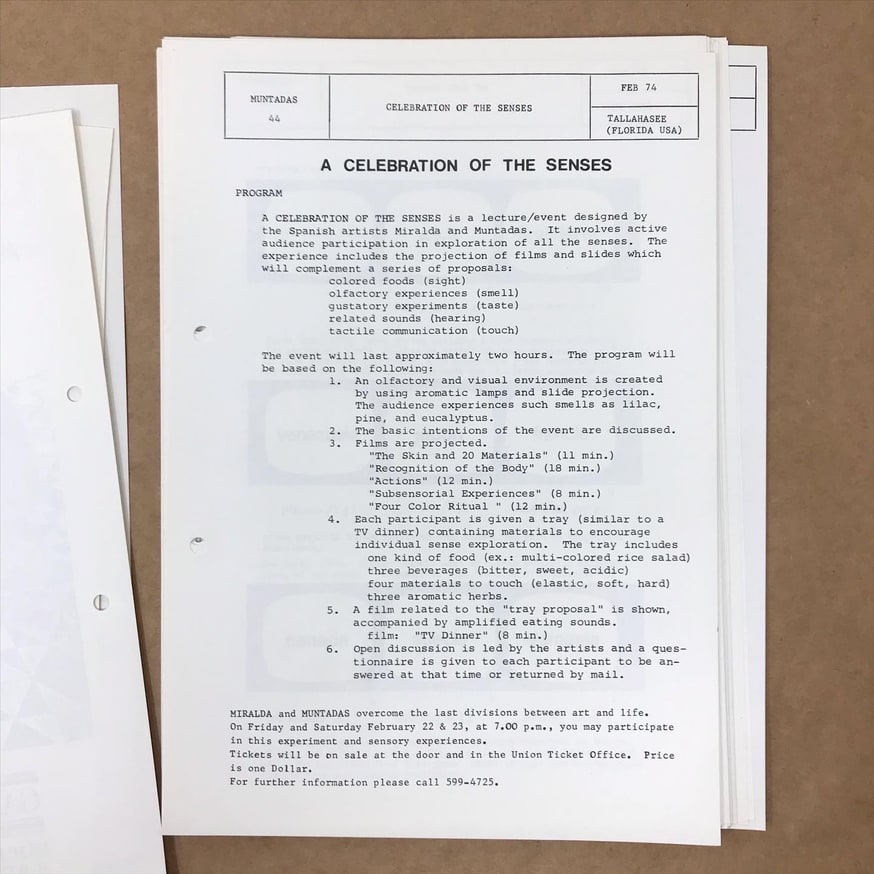 MUNTADAS
44
CELEBRATION OF THE SENSES
FEB 74
TALLAHASEE
(FLORIDA USA)
A CELEBRATION OF THE SENSES
PROGRAM
A CELEBRATION OF THE SENSES is a lecture/event designed by
the Spanish artists Miralda and Muntadas. It involves active
audience participation in exploration of all the senses. The
experience includes the projection of films and slides which
will complement a series of proposals:
colored foods (sight)
olfactory experiences (smell)
gustatory experiments (taste)
related sounds (hearing)
tactile communication (touch)
The event will last approximately two hours. The program will
be based on the following:
1. An olfactory and visual environment is created
by using aromatic lamps and slide projection.
The audience experiences such smells as lilac,
pine, and eucalyptus.
2. The basic intentions of the event are discussed.
3. Films are projected.
"The Skin and 20 Materials" (11 min.)
"Recognition of the Body" (18 min.)
"Actions" (12 min.)
"Subsensorial Experiences" (8 min.)
"Four Color Ritual " (12 min.)
4. Each participant is given a tray (similar to a
TV dinner) containing materials to encourage
individual sense exploration. The tray includes
one kind of food (ex.: multi-colored rice salad)
three beverages (bitter, sweet, acidic)
four materials to touch (elastic, soft, hard)
three aromatic herbs.
5. A film related to the "tray proposal" is shown,
accompanied by amplified eating sounds.
film: "TV Dinner" (8 min.)
6. Open discussion is led by the artists and a ques-
tionnaire is given to each participant to be an-
swered at that time or returned by mail.
MIRALDA and MUNTADAS overcome the last divisions between art and life.
On Friday and Saturday February 22 & 23, at 7.00 p.m., you may participate
in this experiment and sensory experiences.
Tickets will be on sale at the door and in the Union Ticket Office. Price
is one Dollar.
For further information please call 599-4725.